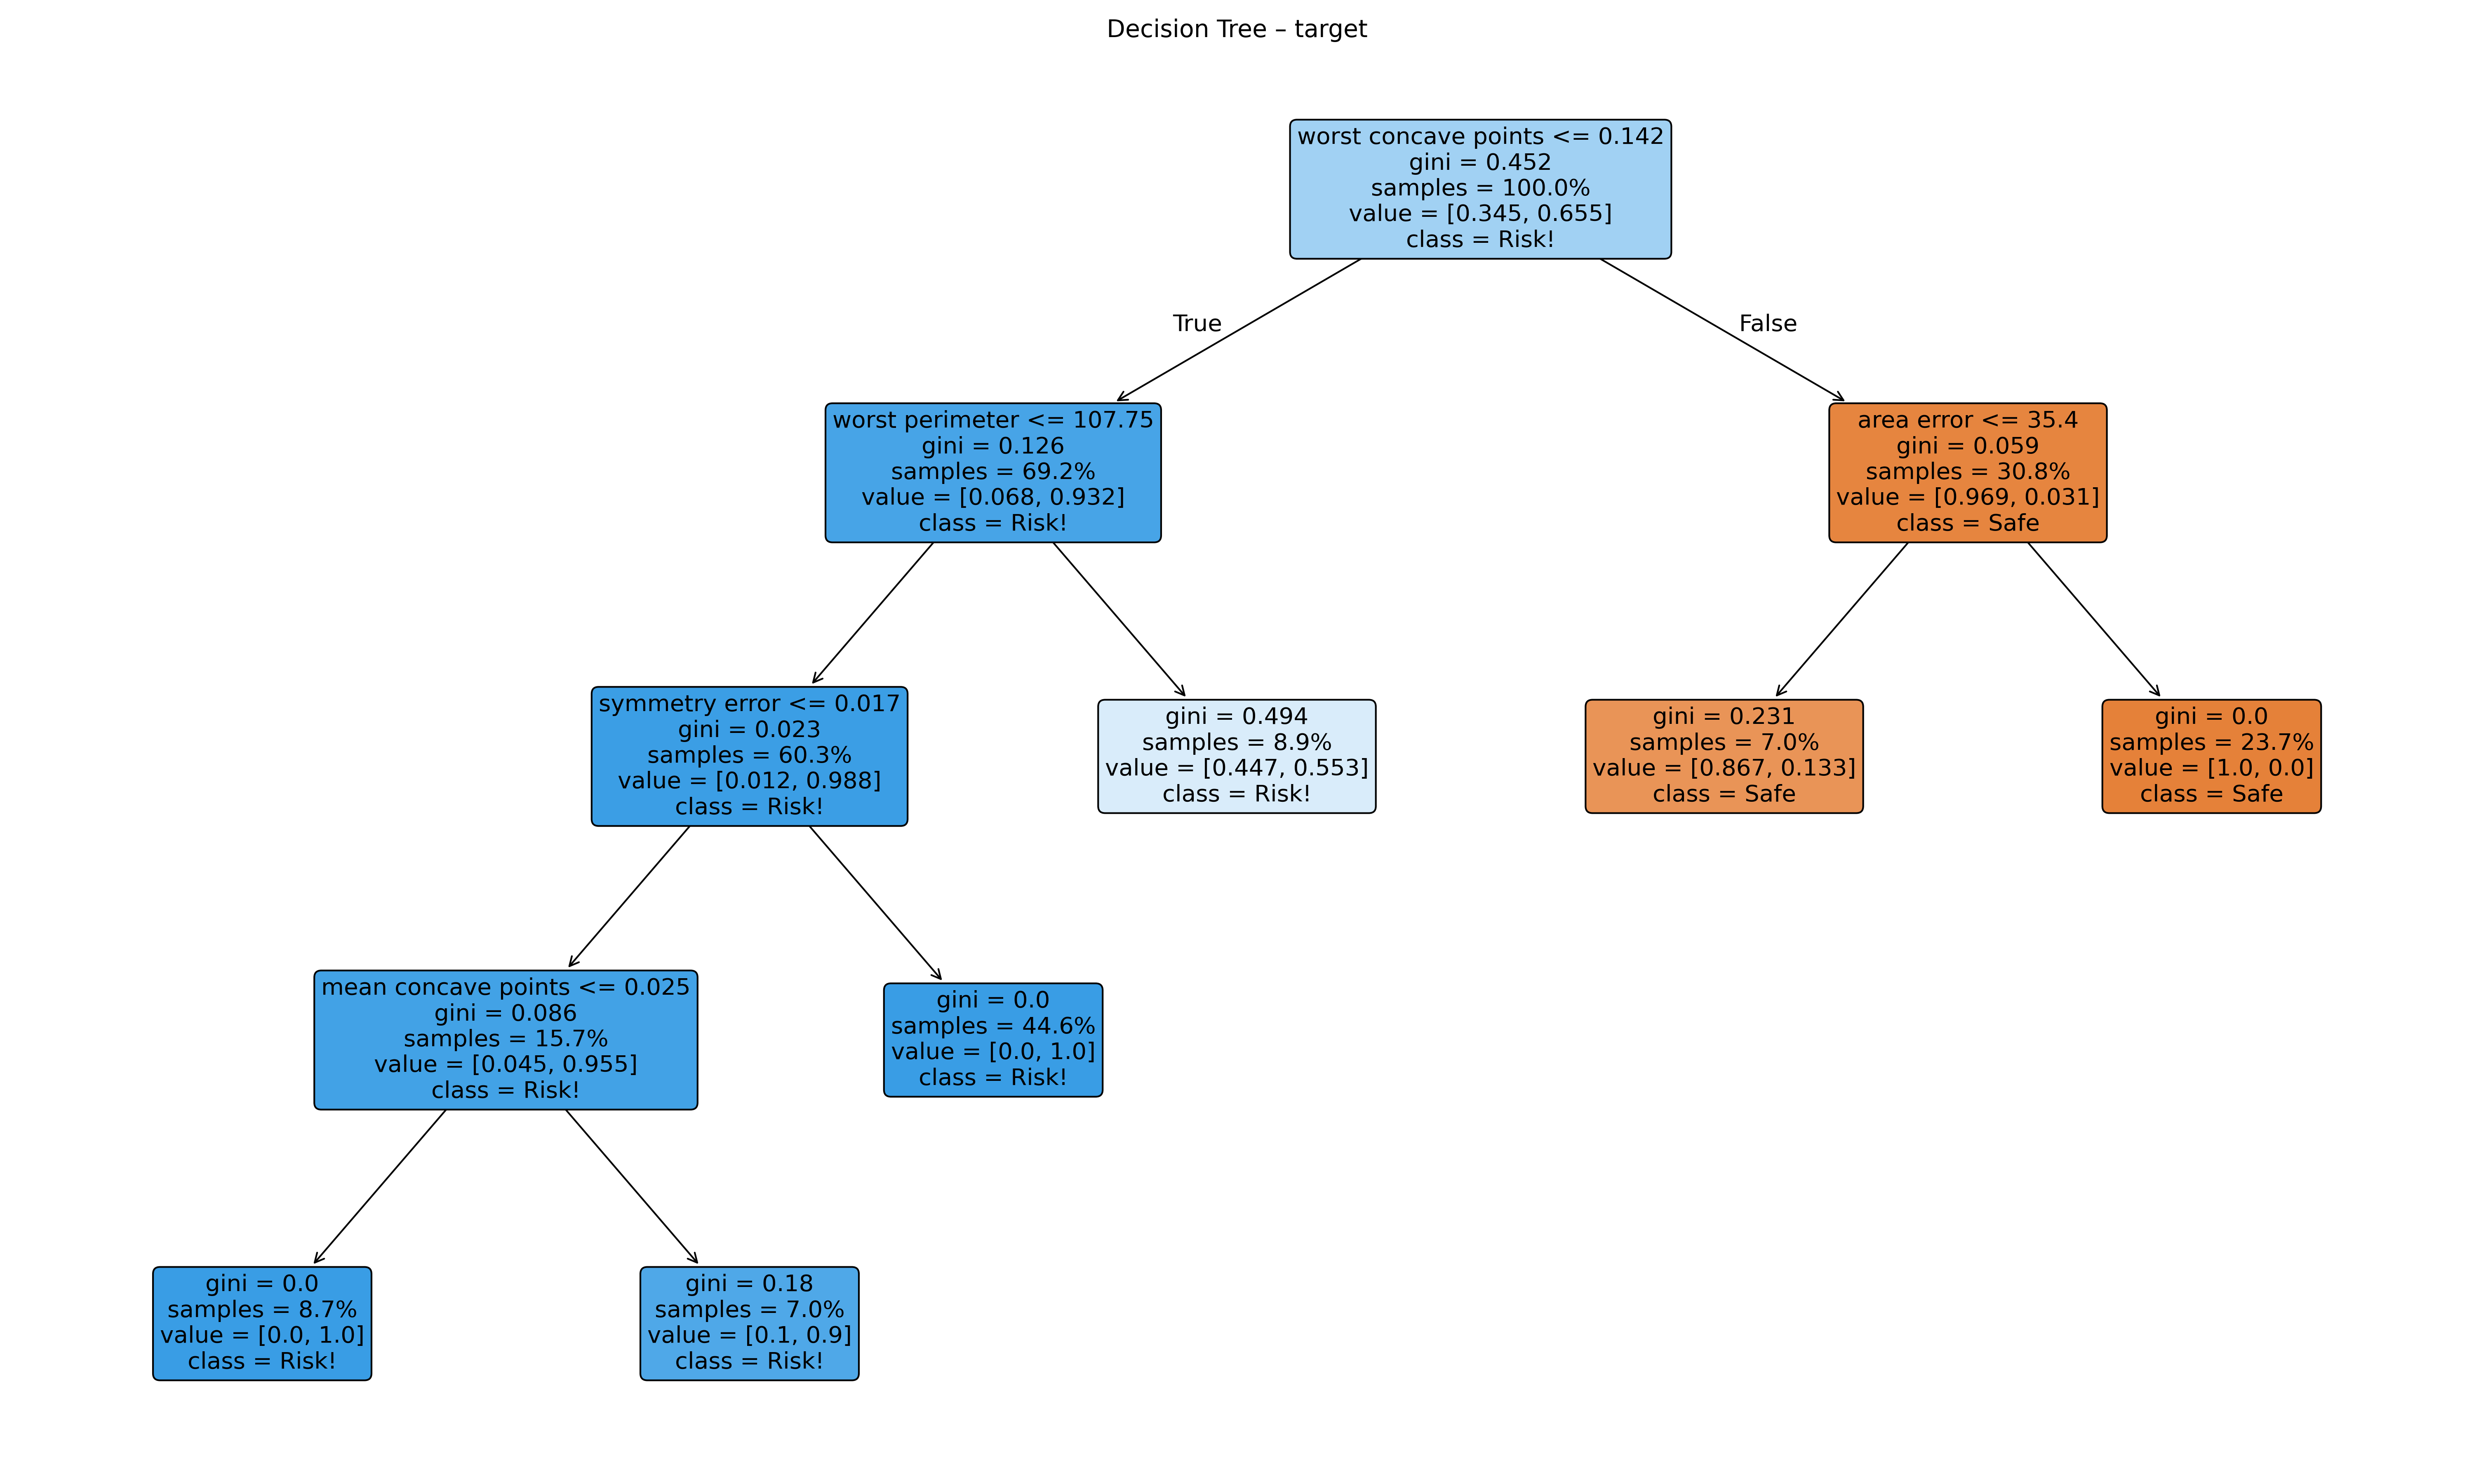 Decision Tree – target
worst concave points <= 0.142
gini = 0.452
samples = 100.0%
value = [0.345, 0.655]
class = Risk!
True
False
worst perimeter <= 107.75
gini = 0.126
samples = 69.2%
value = [0.068, 0.932]
class = Risk!
area error <= 35.4
gini = 0.059
samples = 30.8%
value = [0.969, 0.031]
class = Safe
symmetry error <= 0.017
gini = 0.023
samples = 60.3%
value = [0.012, 0.988]
class = Risk!
gini = 0.494
samples = 8.9%
value = [0.447, 0.553]
class = Risk!
gini = 0.231
samples = 7.0%
value = [0.867, 0.133]
class = Safe
gini = 0.0
samples = 23.7%
value = [1.0, 0.0]
class = Safe
mean concave points <= 0.025
gini = 0.086
samples = 15.7%
value = [0.045, 0.955]
class = Risk!
gini = 0.0
samples = 44.6%
value = [0.0, 1.0]
class = Risk!
gini = 0.0
samples = 8.7%
value = [0.0, 1.0]
class = Risk!
gini = 0.18
samples = 7.0%
value = [0.1, 0.9]
class = Risk!